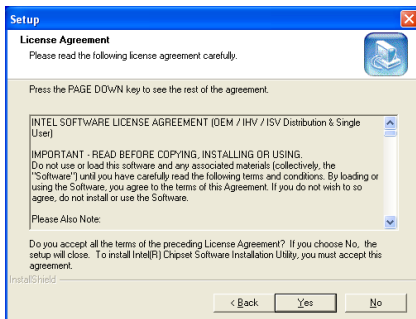 Setup
License Agreement
Please read the following license agreement carefully.
Press the PAGE DOWN key to see the rest of the agreement.
INTEL SOFTWARE LICENSE AGREEMENT (OEM / IHV / ISV Distribution & Single
User)
IMPORTANT - READ BEFORE COPYING, INSTALLING OR USING.
Do not use or load this software and any associated materials (collectively, the
"Software") until you have carefully read the following terms and conditions. By loading or
using the Software, you agree to the terms of this Agreement. If you do not wish to so
agree, do not install or use the Software.
Please Also Note:
Do you accept all the terms of the preceding License Agreement? If you choose No, the
setup will close. To install Intel(R) Chipset Software Installation Utility, you must accept this
agreement.
InstallShield
< Back Yes No